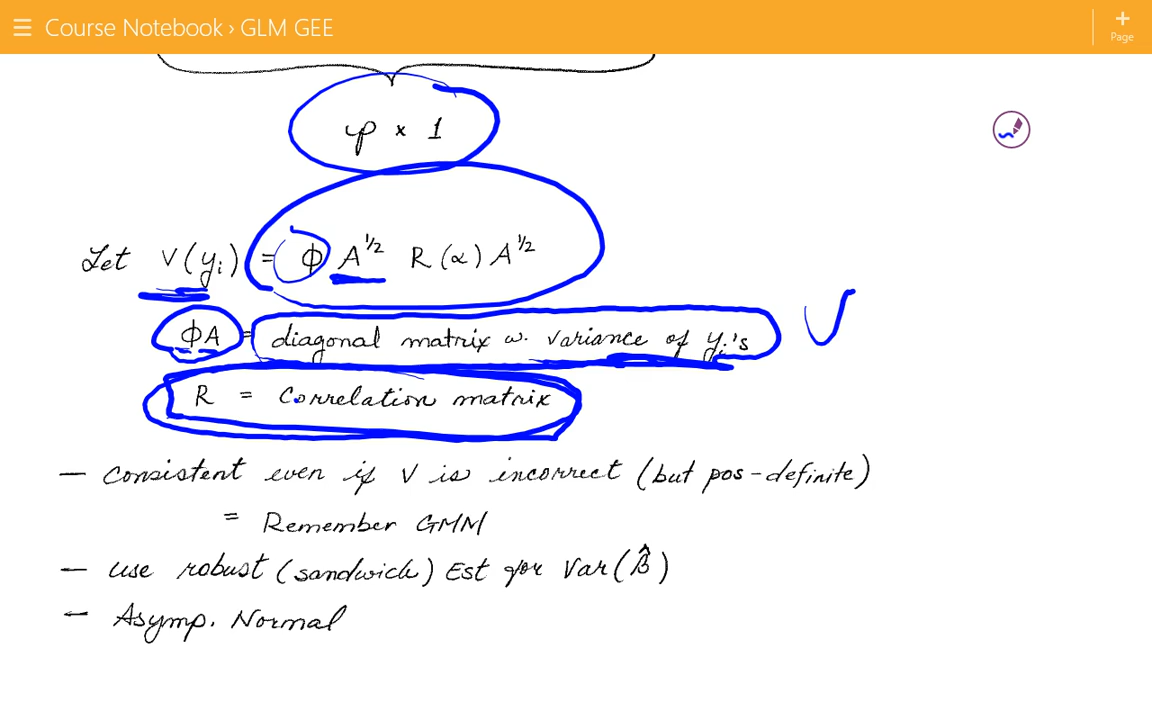 Course Notebook › GLM GEE
Page
φ × 1
Let V(yᵢ) = ϕ A^½ R(α) A^½
ϕA = diagonal matrix w. variance of yᵢ's
R = Correlation matrix
— Consistent even if V is incorrect (but pos-definite)
= Remember GMM
— use robust (sandwich) Est for Var(β̂)
— Asymp. Normal